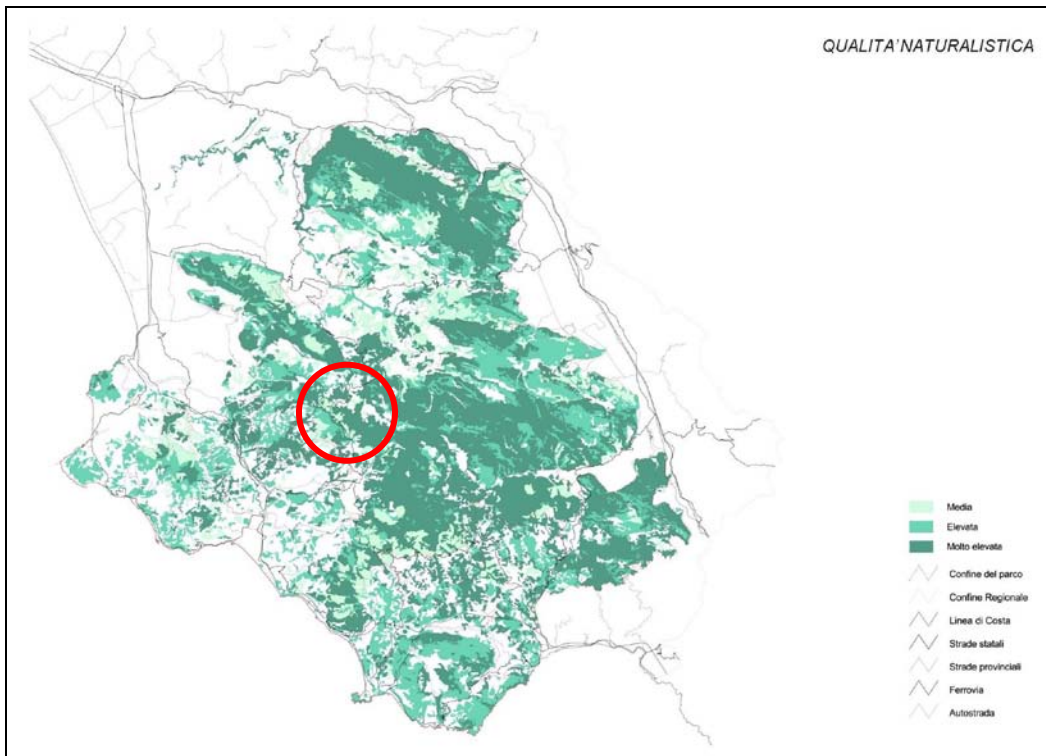 QUALITA' NATURALISTICA
Media
Elevata
Molto elevata
Confine del parco
Confine Regionale
Linea di Costa
Strade statali
Strade provinciali
Ferrovia
Autostrada